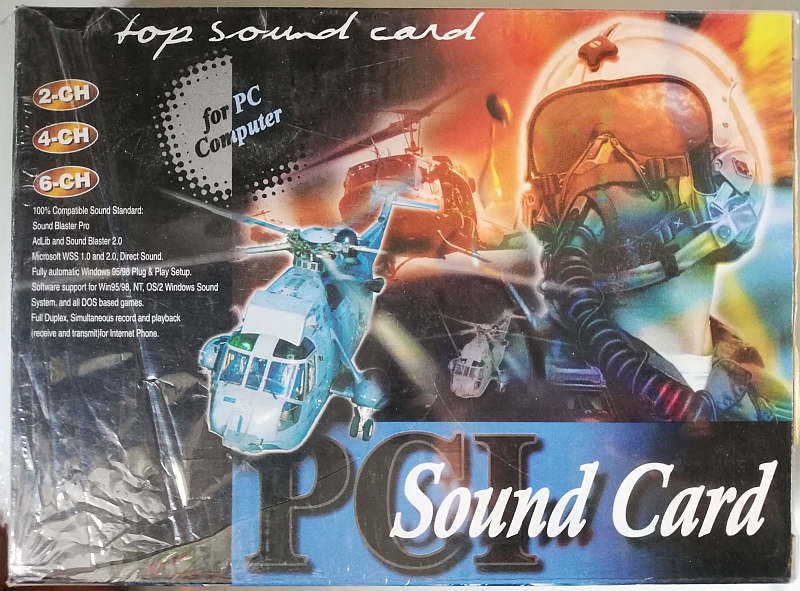 top sound card
for PC
Computer
2-CH
4-CH
6-CH
100% Compatible Sound Standard:
Sound Blaster Pro
AdLib and Sound Blaster 2.0
Microsoft WSS 1.0 and 2.0, Direct Sound.
Fully automatic Windows 95/98 Plug & Play Setup.
Software support for Win95/98, NT, OS/2 Windows Sound
System, and all DOS based games.
Full Duplex, Simultaneous record and playback
(receive and transmit)for Internet Phone.
PCI
Sound Card